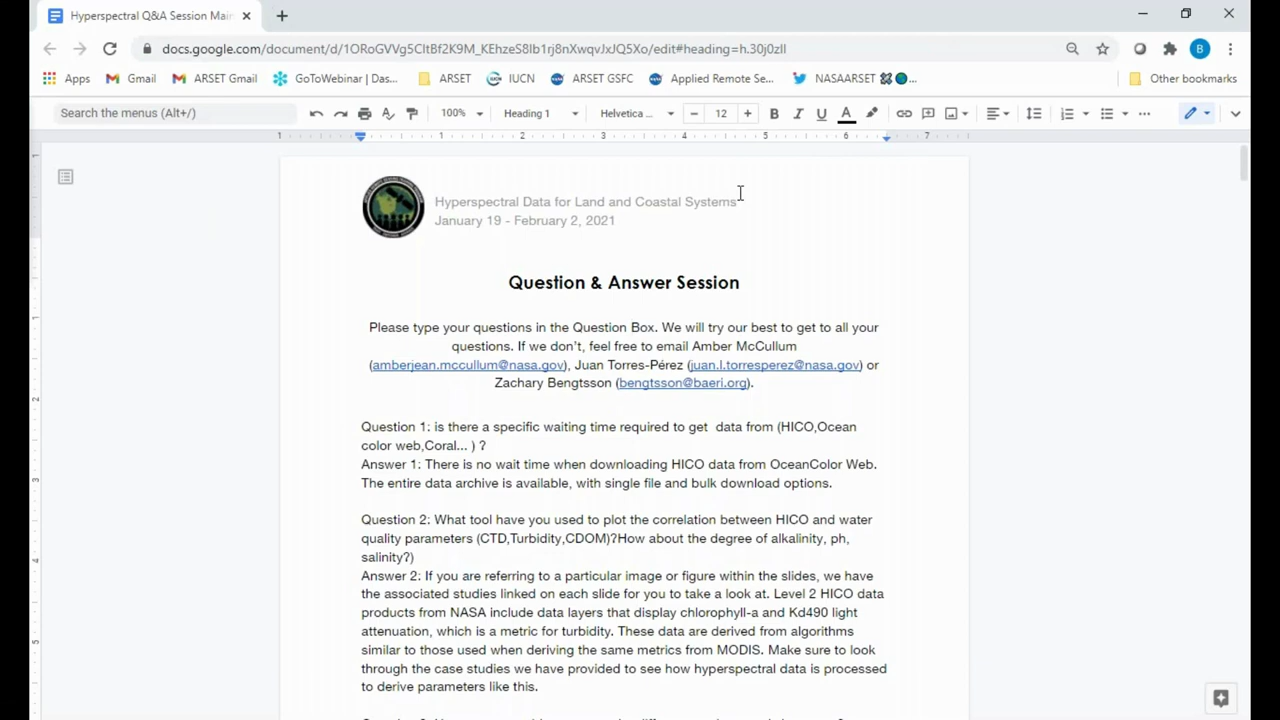 Hyperspectral Q&A Session Main
docs.google.com/document/d/1ORoGVVg5CItBf2K9M_KEhzeS8Ib1rj8nXwqvJxJQ5Xo/edit#heading=h.30j0zll
Apps Gmail ARSET Gmail GoToWebinar | Das... ARSET IUCN ARSET GSFC Applied Remote Se... NASAARSET Other bookmarks
Search the menus (Alt+/) 100% Heading 1 Helvetica ... 12
1 1 2 3 4 5 6 7
Hyperspectral Data for Land and Coastal Systems
January 19 - February 2, 2021
Question & Answer Session
Please type your questions in the Question Box. We will try our best to get to all your
questions. If we don't, feel free to email Amber McCullum
(amberjean.mccullum@nasa.gov), Juan Torres-Pérez (juan.l.torresperez@nasa.gov) or
Zachary Bengtsson (bengtsson@baeri.org).
Question 1: is there a specific waiting time required to get data from (HICO,Ocean
color web,Coral... ) ?
Answer 1: There is no wait time when downloading HICO data from OceanColor Web.
The entire data archive is available, with single file and bulk download options.
Question 2: What tool have you used to plot the correlation between HICO and water
quality parameters (CTD,Turbidity,CDOM)?How about the degree of alkalinity, ph,
salinity?)
Answer 2: If you are referring to a particular image or figure within the slides, we have
the associated studies linked on each slide for you to take a look at. Level 2 HICO data
products from NASA include data layers that display chlorophyll-a and Kd490 light
attenuation, which is a metric for turbidity. These data are derived from algorithms
similar to those used when deriving the same metrics from MODIS. Make sure to look
through the case studies we have provided to see how hyperspectral data is processed
to derive parameters like this.